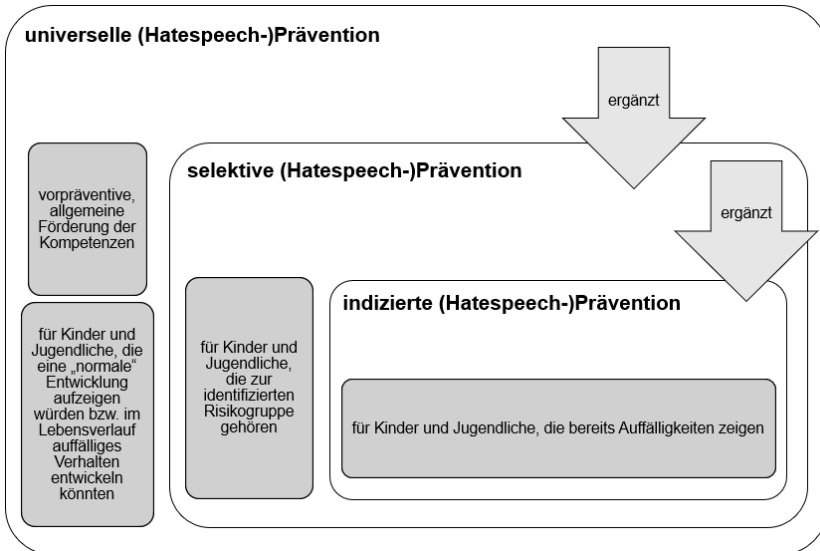 universelle (Hatespeech-)Prävention
ergänzt
vorpräventive,
allgemeine
Förderung der
Kompetenzen
für Kinder und
Jugendliche, die
eine „normale“
Entwicklung
aufzeigen
würden bzw. im
Lebensverlauf
auffälliges
Verhalten
entwickeln
könnten
selektive (Hatespeech-)Prävention
ergänzt
für Kinder und
Jugendliche,
die zur
identifizierten
Risikogruppe
gehören
indizierte (Hatespeech-)Prävention
für Kinder und Jugendliche, die bereits Auffälligkeiten zeigen